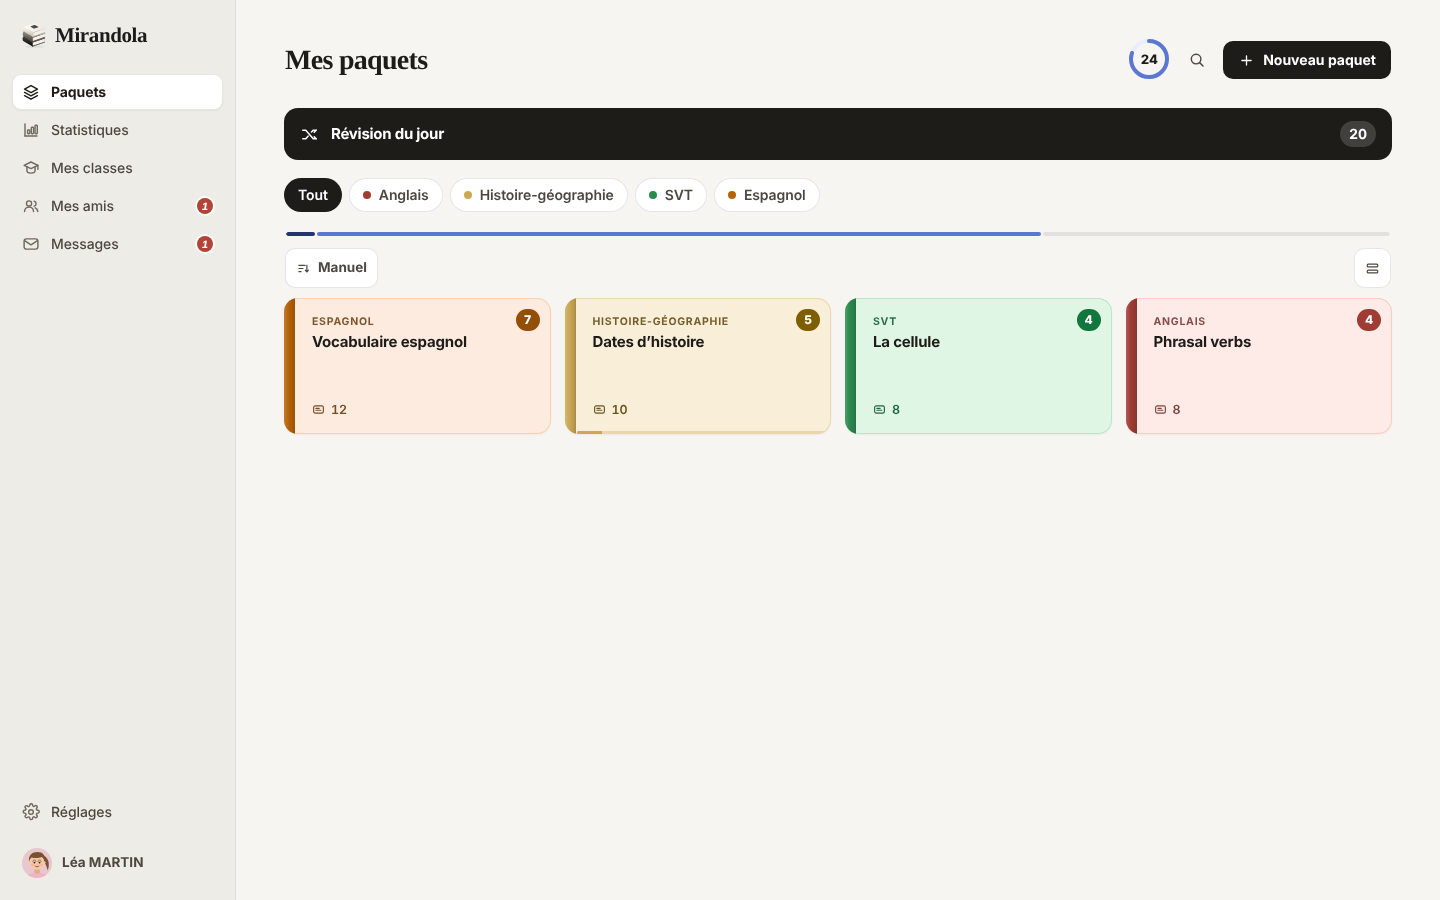 Mirandola
Paquets
Statistiques
Mes classes
Mes amis 1
Messages 1
Réglages
Léa MARTIN
Mes paquets
24
Nouveau paquet
Révision du jour 20
Tout Anglais Histoire-géographie SVT Espagnol
Manuel
ESPAGNOL 7
Vocabulaire espagnol
12
HISTOIRE-GÉOGRAPHIE 5
Dates d’histoire
10
SVT 4
La cellule
8
ANGLAIS 4
Phrasal verbs
8